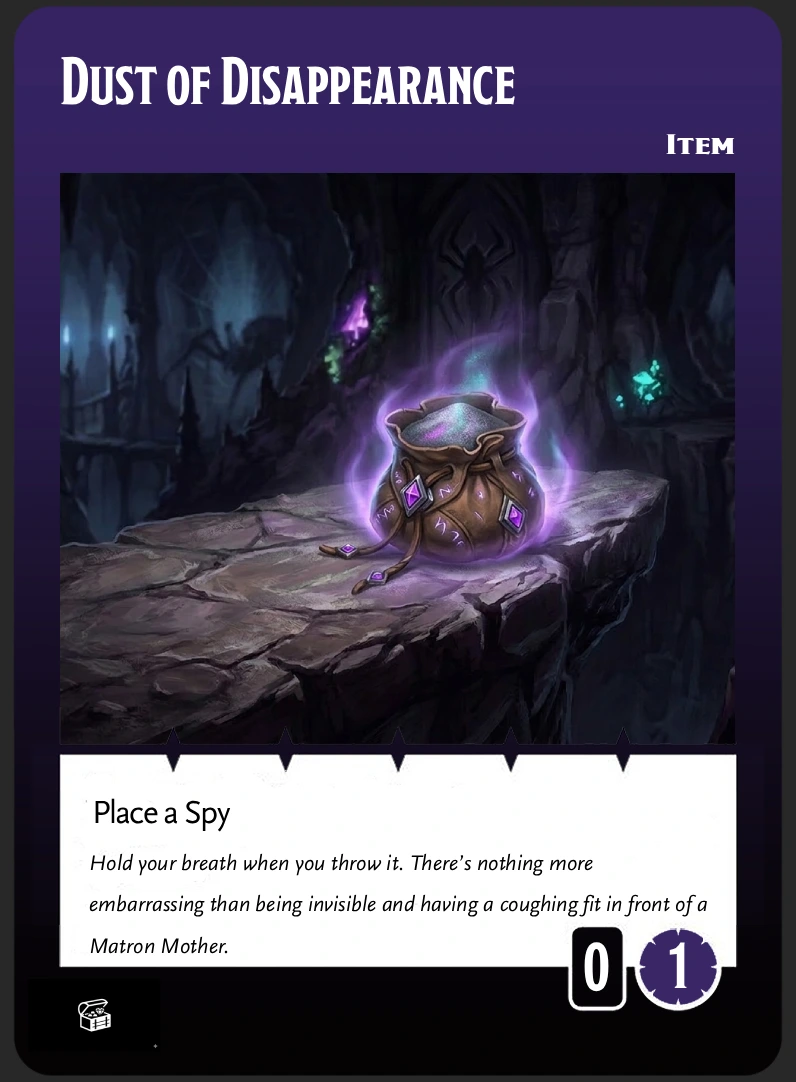 Dust of Disappearance
Item
Place a Spy
Hold your breath when you throw it. There's nothing more
embarrassing than being invisible and having a coughing fit in front of a
Matron Mother.
0 1